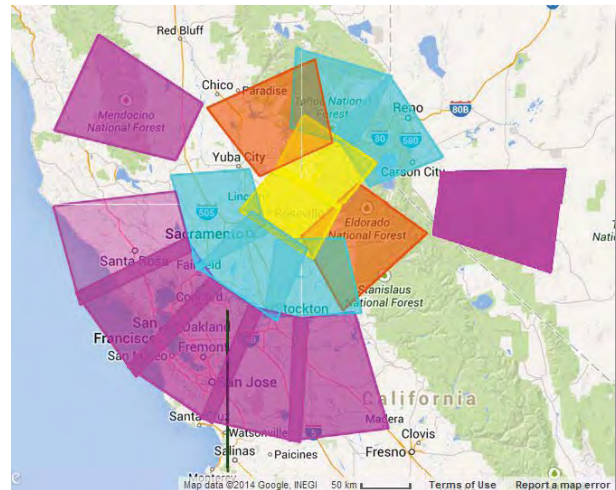 Red Bluff
Chico
Paradise
Mendocino
National Forest
Tahoe National
Forest
Reno
80B
80
580
Yuba City
Carson City
Lincoln
Roseville
505
Sacramento
Eldorado
National Forest
Santa Rosa
Fairfield
Stanislaus
National Forest
Concord
Stockton
San
Francisco
Oakland
San Mateo
Fremont
San Jose
California
Santa Cruz
Madera
Watsonville
5
Clovis
Salinas
Paicines
Fresno
Monterey
Map data ©2014 Google, INEGI
50 km
Terms of Use
Report a map error